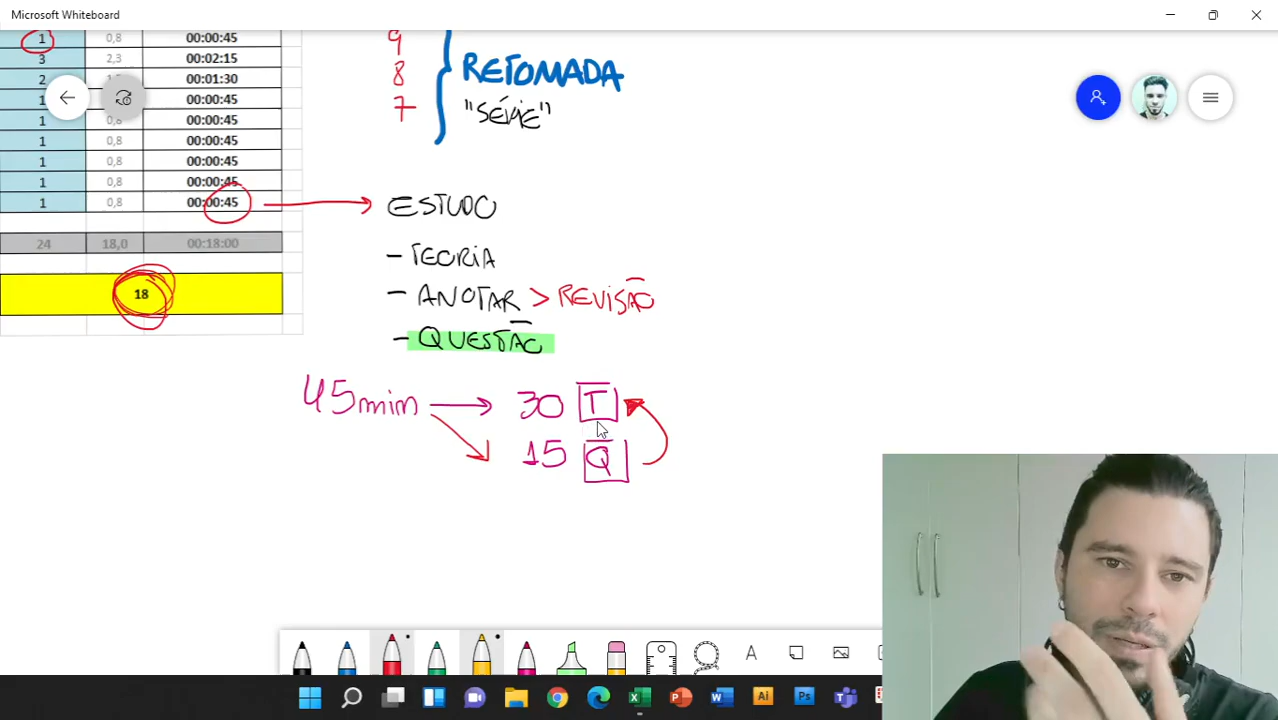 Microsoft Whiteboard
1 0,8 00:00:45
3 2,3 00:02:15
2 00:01:30
1 00:00:45
1 0,8 00:00:45
1 0,8 00:00:45
1 0,8 00:00:45
1 0,8 00:00:45
1 0,8 00:00:45
24 18,0 00:18:00
18
9
8
7
RETOMADA
"SÉRIE"
ESTUDO
- TEORIA
- ANOTAR > REVISÃO
- QUESTÃO
45min → 30 T
15 Q